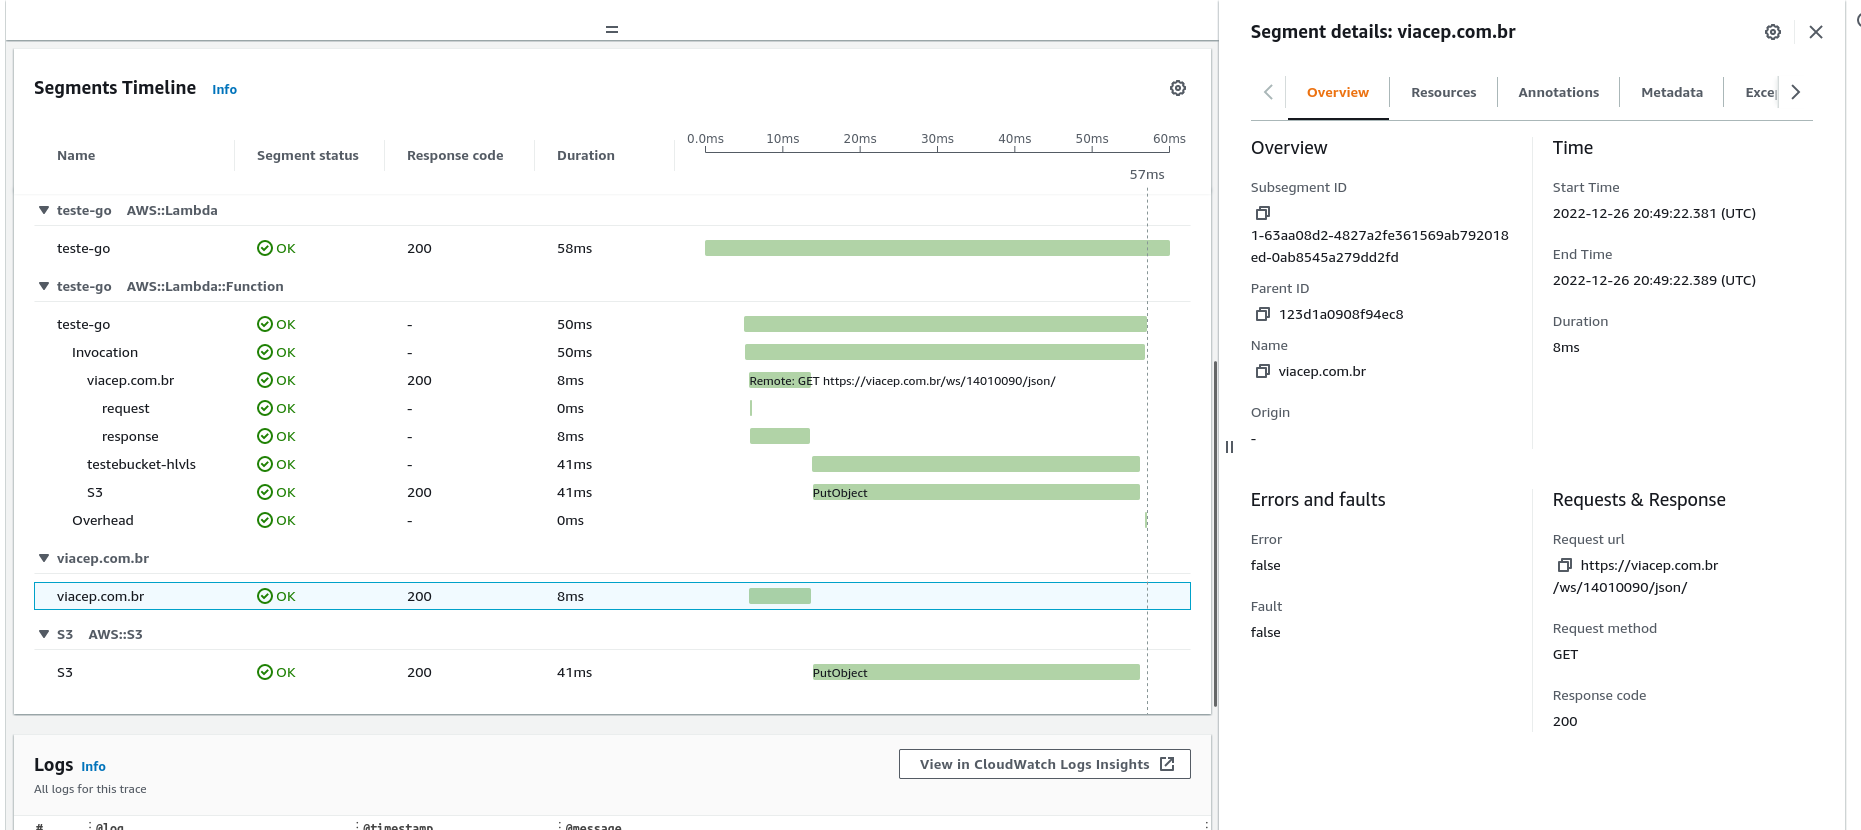 Segments Timeline Info
0.0ms 10ms 20ms 30ms 40ms 50ms 60ms
Name Segment status Response code Duration
57ms
teste-go AWS::Lambda
teste-go OK 200 58ms
teste-go AWS::Lambda::Function
teste-go OK - 50ms
Invocation OK - 50ms
viacep.com.br OK 200 8ms Remote: GET https://viacep.com.br/ws/14010090/json/
request OK - 0ms
response OK - 8ms
testebucket-hlvls OK - 41ms
S3 OK 200 41ms PutObject
Overhead OK - 0ms
viacep.com.br
viacep.com.br OK 200 8ms
S3 AWS::S3
S3 OK 200 41ms PutObject
Logs Info
All logs for this trace
View in CloudWatch Logs Insights
# : @log : @timestamp : @message :
Segment details: viacep.com.br
Overview Resources Annotations Metadata Excep
Overview
Subsegment ID
1-63aa08d2-4827a2fe361569ab792018
ed-0ab8545a279dd2fd
Parent ID
123d1a0908f94ec8
Name
viacep.com.br
Origin
-
Time
Start Time
2022-12-26 20:49:22.381 (UTC)
End Time
2022-12-26 20:49:22.389 (UTC)
Duration
8ms
Errors and faults
Error
false
Fault
false
Requests & Response
Request url
https://viacep.com.br
/ws/14010090/json/
Request method
GET
Response code
200